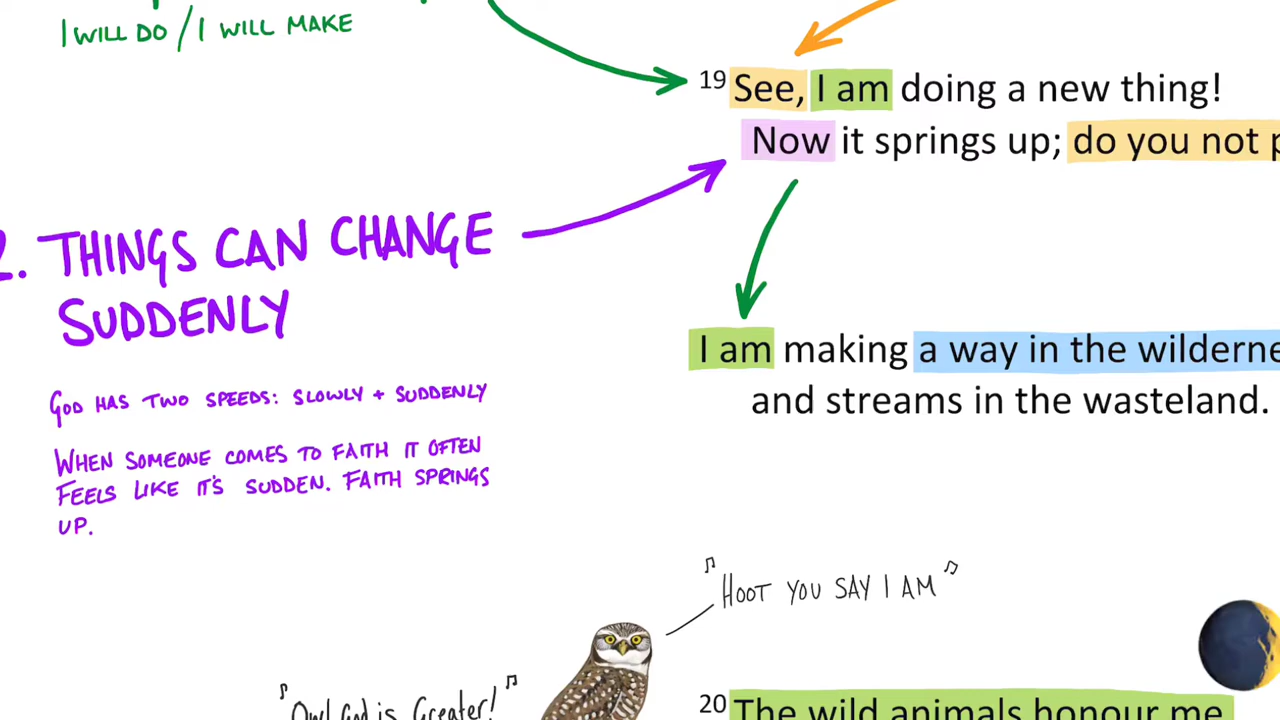 I WILL DO / I WILL MAKE
19 See, I am doing a new thing!
Now it springs up; do you not
2. THINGS CAN CHANGE
SUDDENLY
I am making a way in the wilderne
and streams in the wasteland.
GOD HAS TWO SPEEDS: SLOWLY + SUDDENLY
WHEN SOMEONE COMES TO FAITH IT OFTEN
FEELS LIKE IT'S SUDDEN. FAITH SPRINGS
UP.
"HOOT YOU SAY I AM"
"Owl God is Greater!"
20 The wild animals honour me